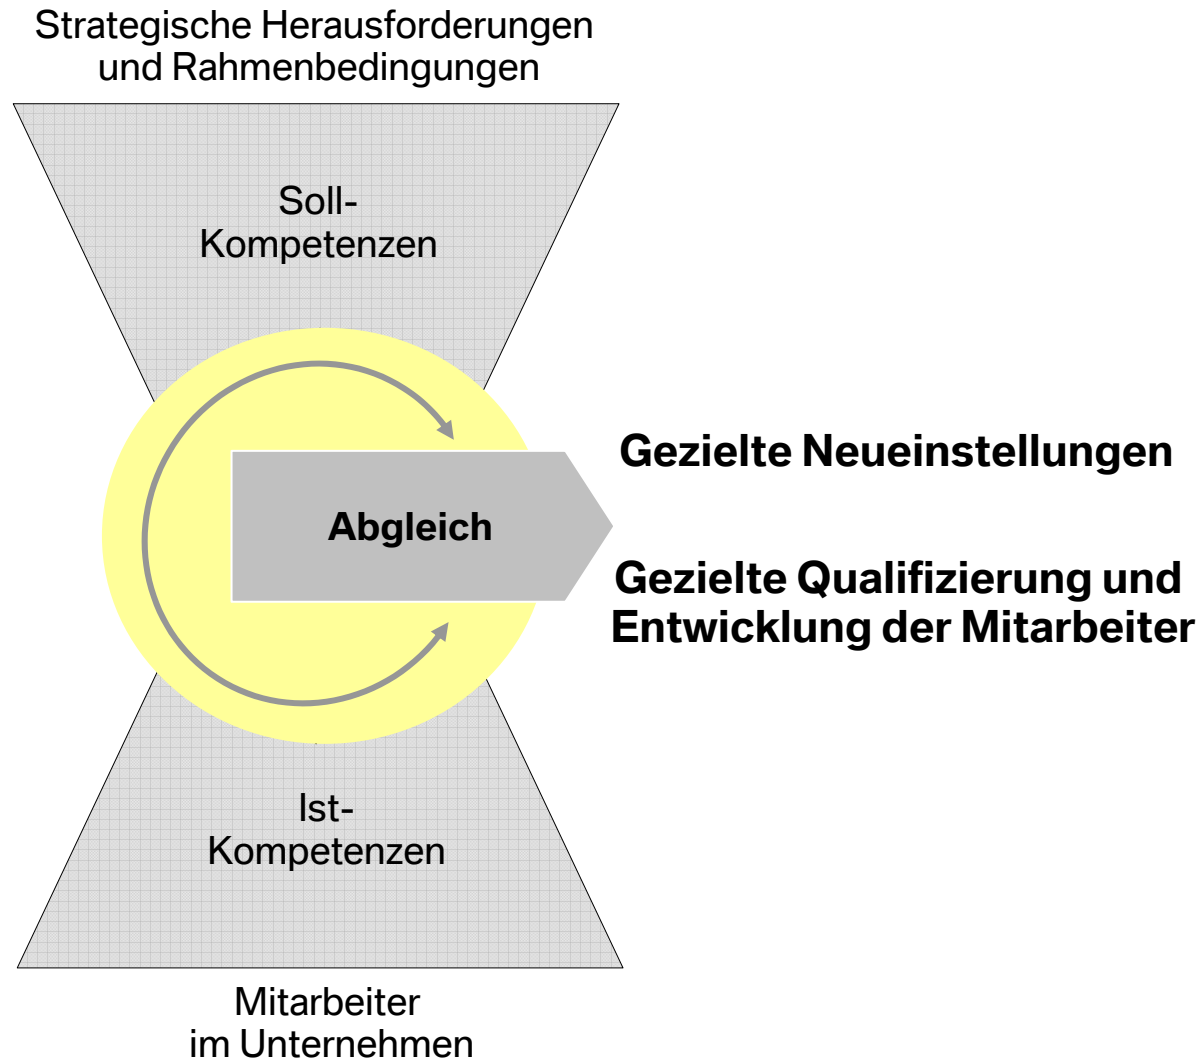 Strategische Herausforderungen
und Rahmenbedingungen
Soll-
Kompetenzen
Gezielte Neueinstellungen
Abgleich
Gezielte Qualifizierung und
Entwicklung der Mitarbeiter
Ist-
Kompetenzen
Mitarbeiter
im Unternehmen